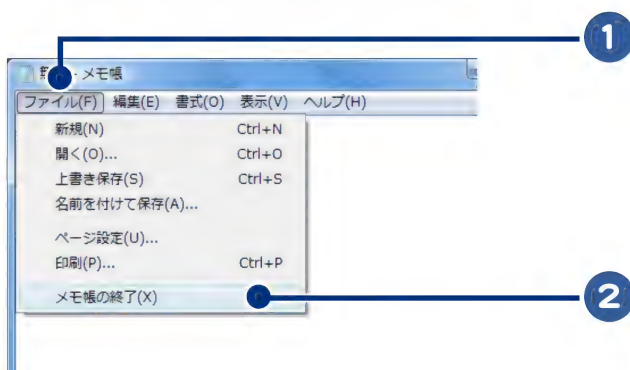 1
メモ帳
ファイル(F) 編集(E) 書式(O) 表示(V) ヘルプ(H)
新規(N) Ctrl+N
開く(O)... Ctrl+O
上書き保存(S) Ctrl+S
名前を付けて保存(A)...
ページ設定(U)...
印刷(P)... Ctrl+P
メモ帳の終了(X)
2